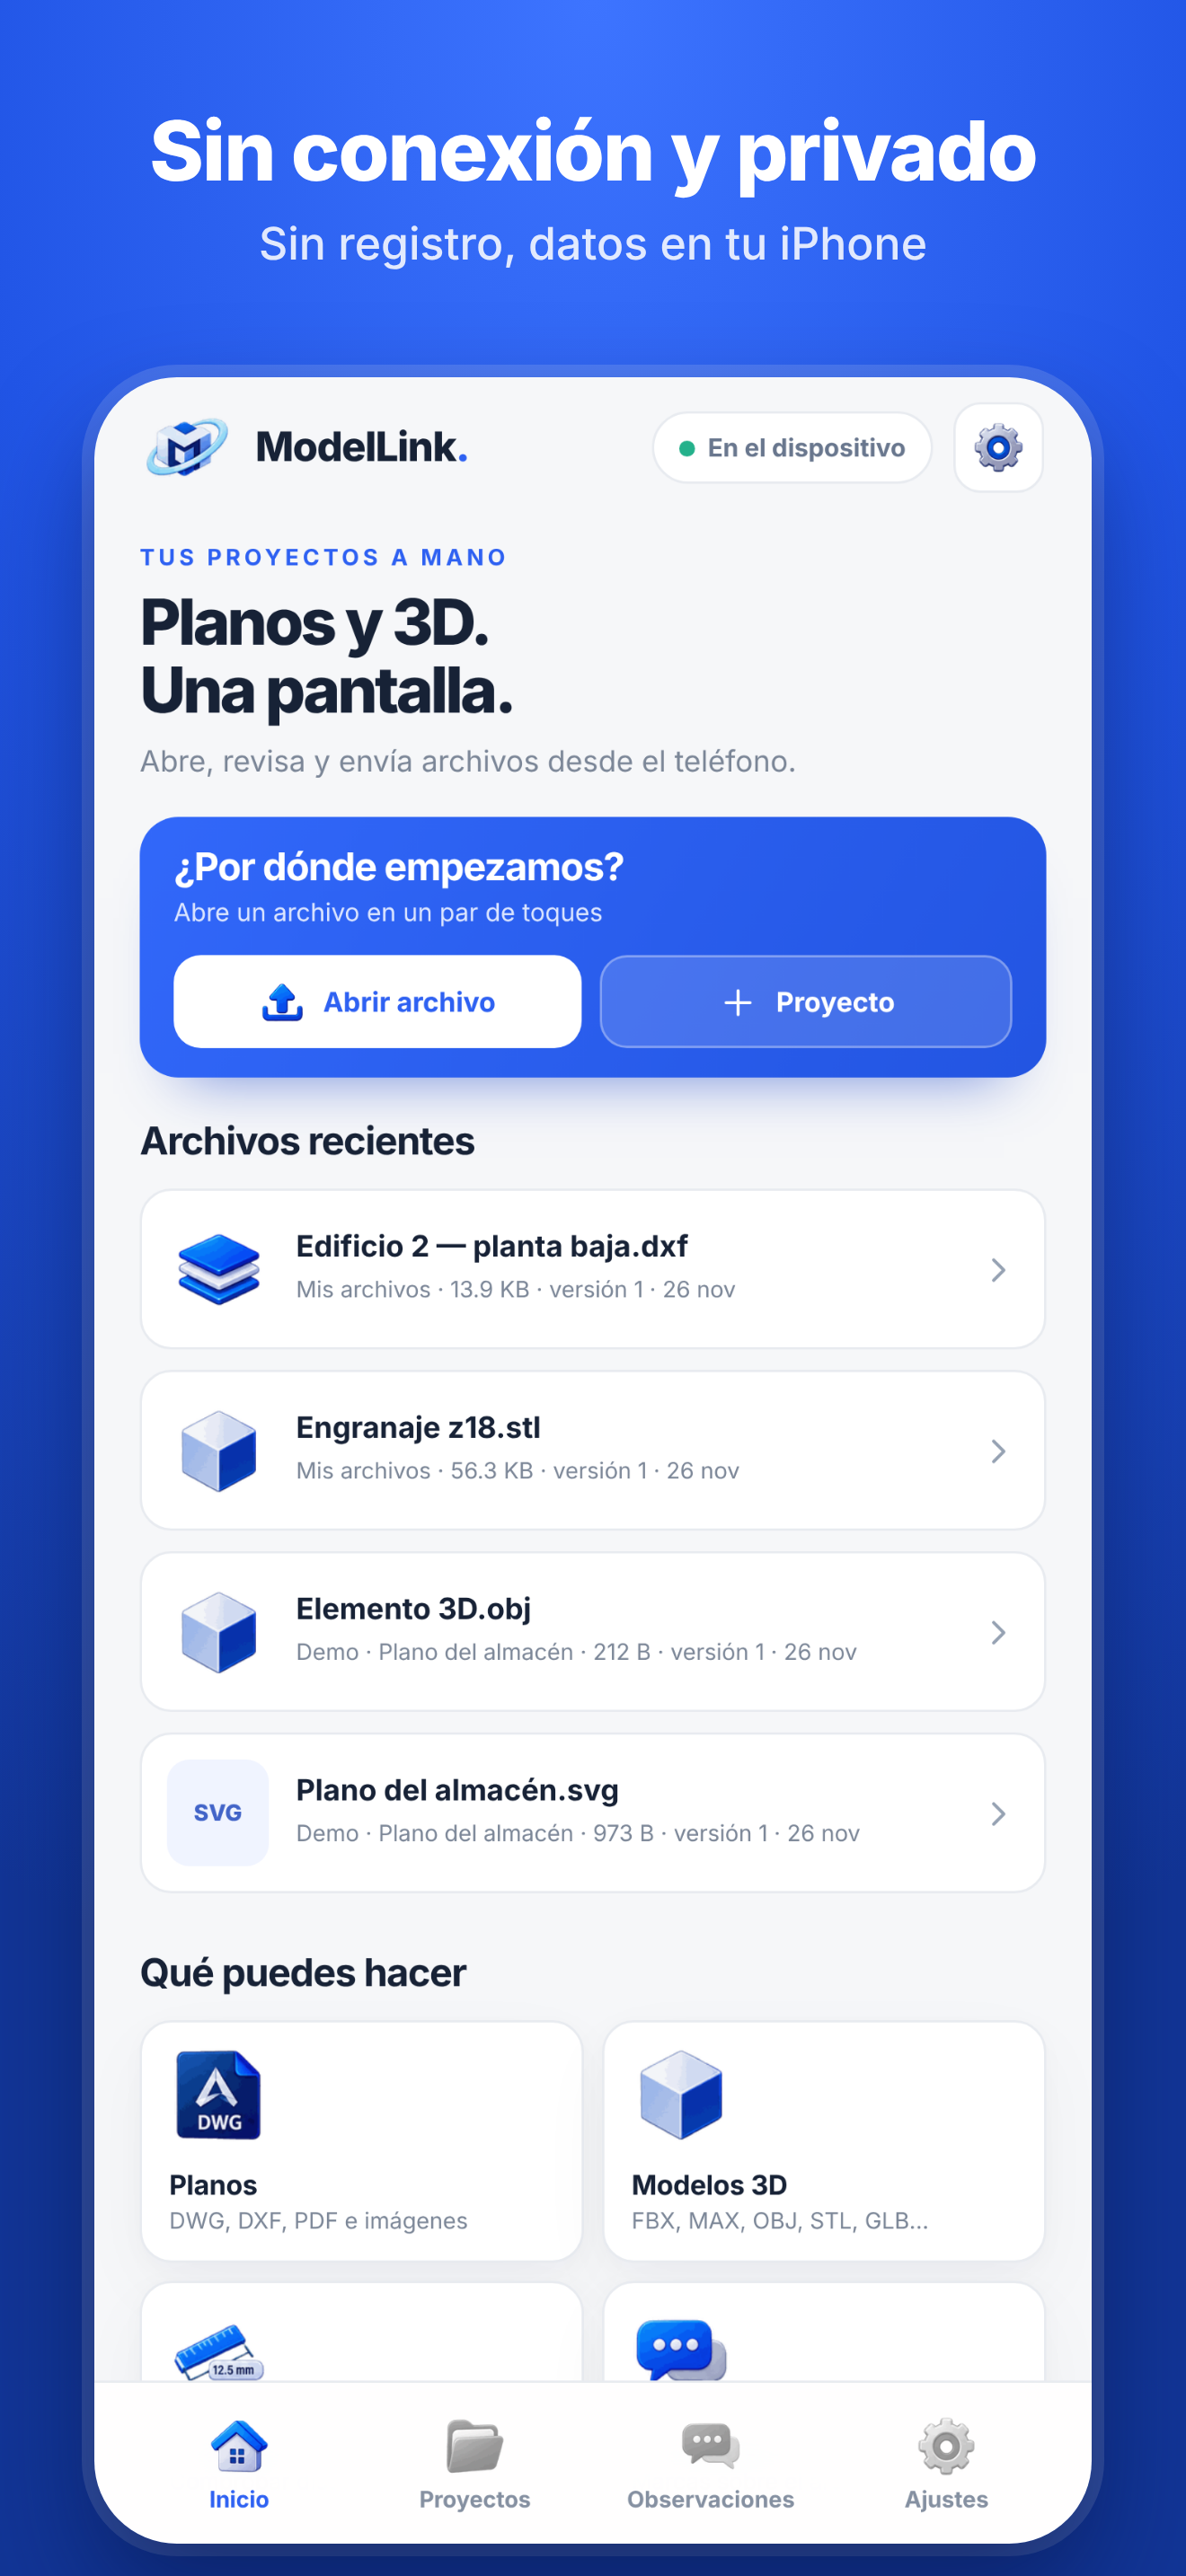 Sin conexión y privado
Sin registro, datos en tu iPhone
ModelLink.
En el dispositivo
TUS PROYECTOS A MANO
Planos y 3D.
Una pantalla.
Abre, revisa y envía archivos desde el teléfono.
¿Por dónde empezamos?
Abre un archivo en un par de toques
Abrir archivo
Proyecto
Archivos recientes
Edificio 2 — planta baja.dxf
Mis archivos · 13.9 KB · versión 1 · 26 nov
Engranaje z18.stl
Mis archivos · 56.3 KB · versión 1 · 26 nov
Elemento 3D.obj
Demo · Plano del almacén · 212 B · versión 1 · 26 nov
SVG
Plano del almacén.svg
Demo · Plano del almacén · 973 B · versión 1 · 26 nov
Qué puedes hacer
DWG
Planos
DWG, DXF, PDF e imágenes
Modelos 3D
FBX, MAX, OBJ, STL, GLB...
12.5 mm
Inicio
Proyectos
Observaciones
Ajustes